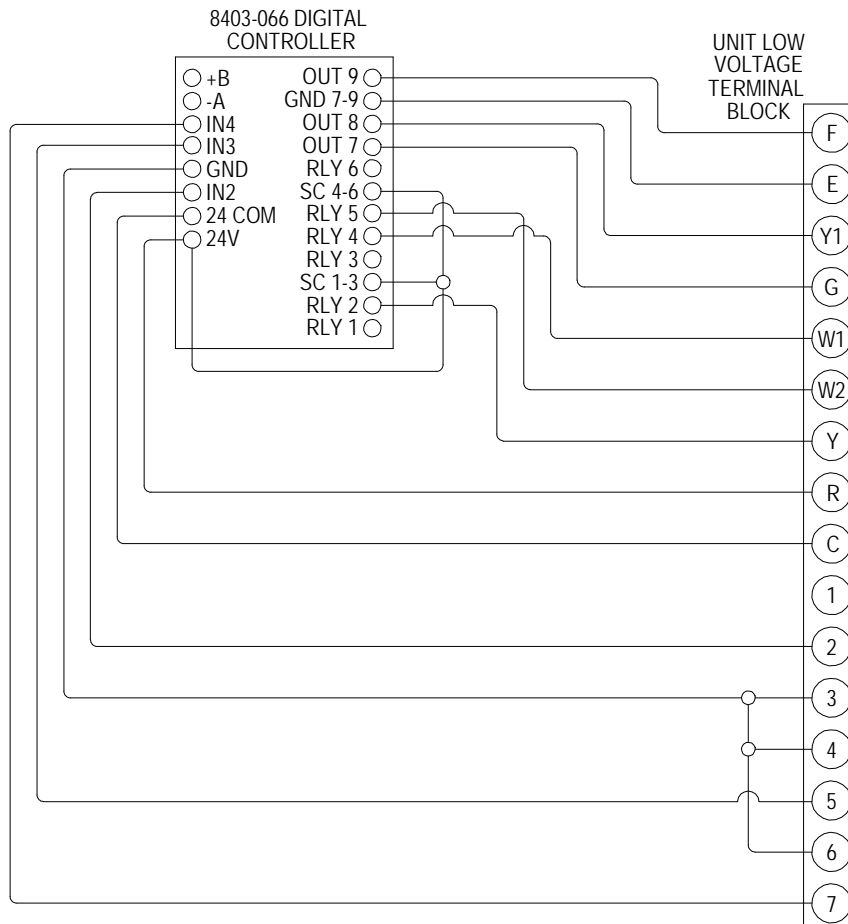 8403-066 DIGITAL
CONTROLLER
+B
-A
IN4
IN3
GND
IN2
24 COM
24V
OUT 9
GND 7-9
OUT 8
OUT 7
RLY 6
SC 4-6
RLY 5
RLY 4
RLY 3
SC 1-3
RLY 2
RLY 1
UNIT LOW
VOLTAGE
TERMINAL
BLOCK
F
E
Y1
G
W1
W2
Y
R
C
1
2
3
4
5
6
7